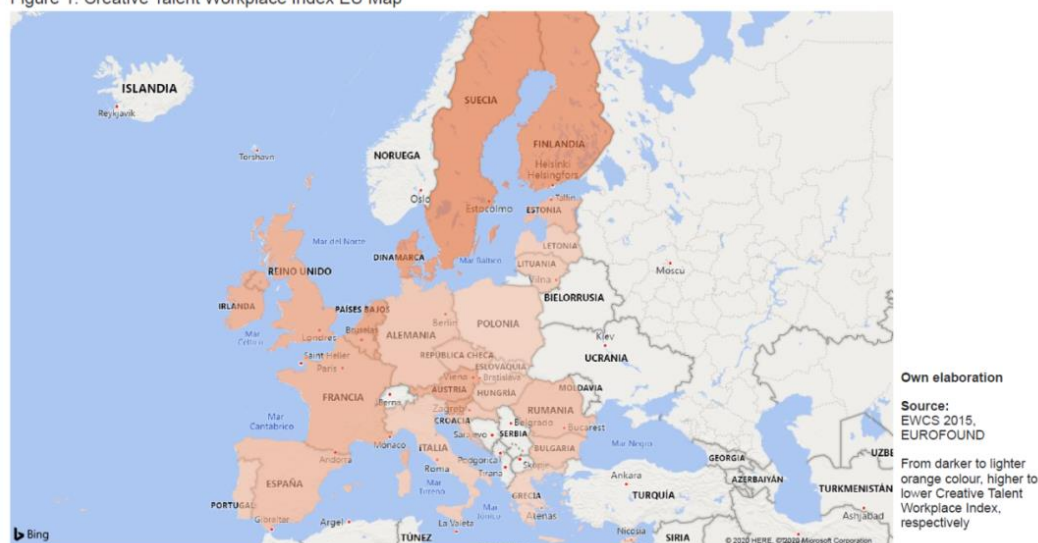 Figure 1. Creative Talent Workplace Index EU Map
ISLANDIA
Reykjavik
Tórshavn
SUECIA
FINLANDIA
Helsinki
Helsingfors
NORUEGA
Oslo
Estocolmo
Tallin
ESTONIA
Mar del Norte
LETONIA
DINAMARCA
Mar Báltico
LITUANIA
Vilna
Moscú
REINO UNIDO
IRLANDA
PAÍSES BAJOS
BIELORRUSIA
Berlín
POLONIA
Londres
Bruselas
ALEMANIA
Mar
Céltico
Kiev
Saint Helier
París
REPÚBLICA CHECA
UCRANIA
ESLOVAQUIA
Viena
Bratislava
AUSTRIA
HUNGRÍA
MOLDAVIA
FRANCIA
Berna
Zagreb
CROACIA
RUMANIA
Belgrado
Bucarest
Mar
Cantábrico
Sarajevo
SERBIA
Mónaco
ITALIA
Podgorica
BULGARIA
Mar Negro
Andorra
Roma
Skopje
Tirana
GEORGIA
UZBE
ESPAÑA
Mar
Tirreno
Ankara
AZERBAIYÁN
TURKMENISTÁN
PORTUGAL
GRECIA
TURQUÍA
Mar
Jónico
Atenas
Gibraltar
Argel
La Valeta
Ashjabad
TÚNEZ
Nicosia
SIRIA
Bing
© 2020 HERE, © 2020 Microsoft Corporation
Own elaboration
Source:
EWCS 2015,
EUROFOUND
From darker to lighter
orange colour, higher to
lower Creative Talent
Workplace Index,
respectively